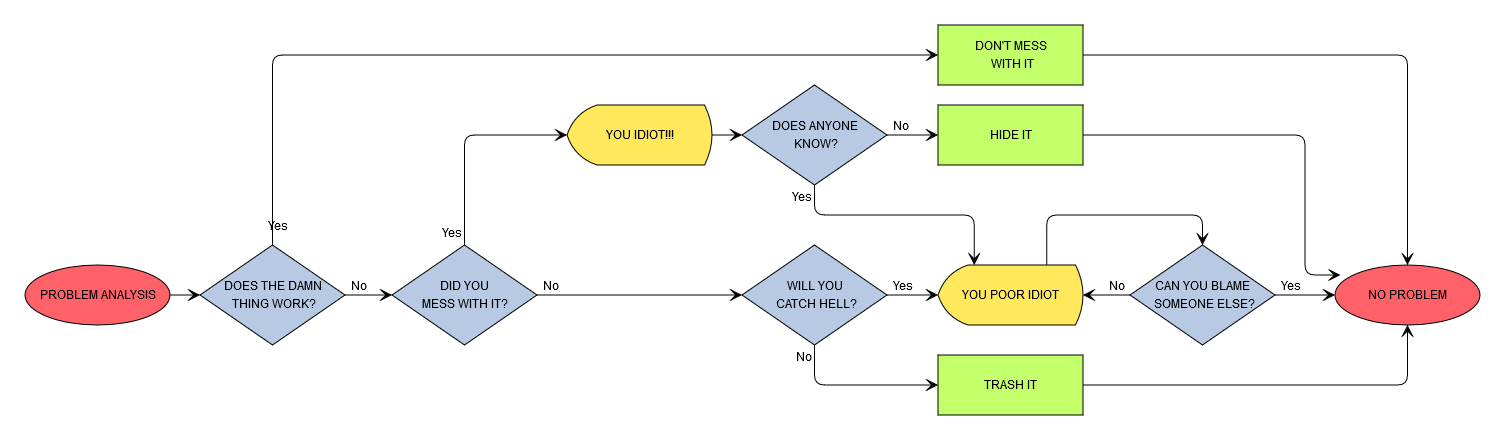 DON'T MESS
WITH IT
YOU IDIOT!!!
DOES ANYONE
KNOW?
No
HIDE IT
Yes
Yes
Yes
PROBLEM ANALYSIS
DOES THE DAMN
THING WORK?
No
DID YOU
MESS WITH IT?
No
WILL YOU
CATCH HELL?
Yes
YOU POOR IDIOT
No
CAN YOU BLAME
SOMEONE ELSE?
Yes
NO PROBLEM
No
TRASH IT